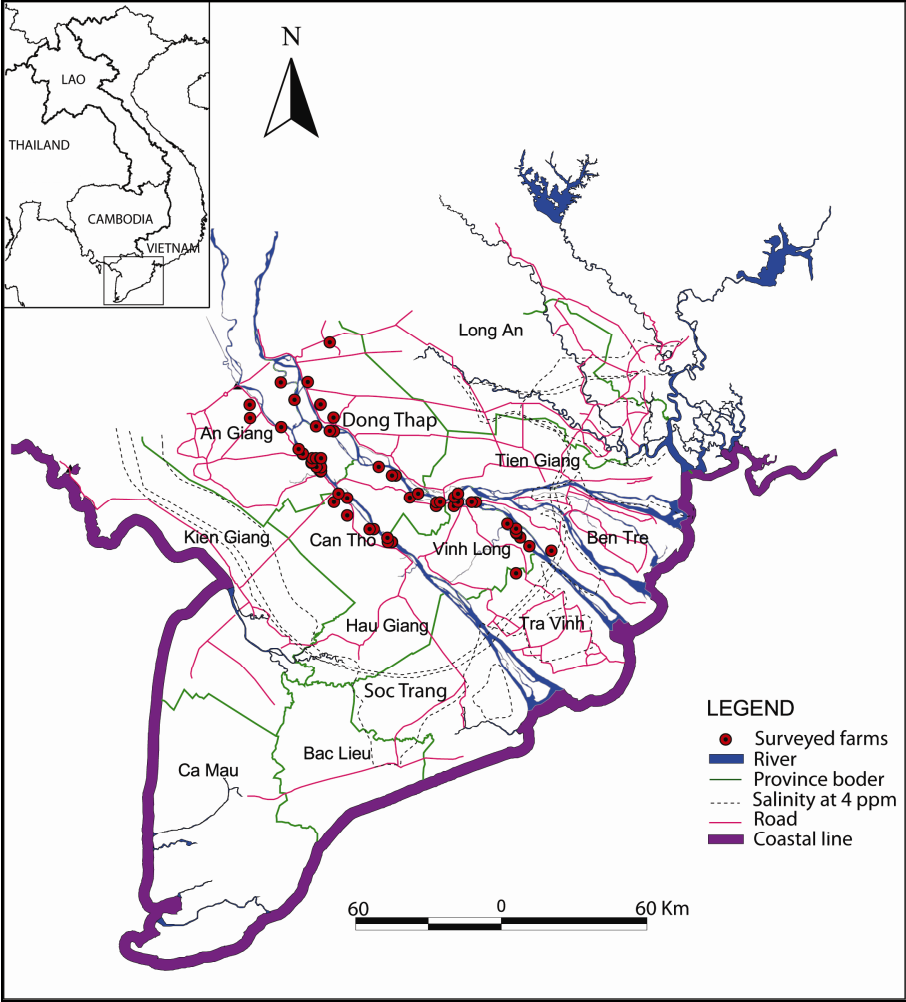 LAO
THAILAND
CAMBODIA
VIETNAM
N
Long An
Dong Thap
An Giang
Tien Giang
Kien Giang
Can Tho
Vinh Long
Ben Tre
Hau Giang
Tra Vinh
Soc Trang
Bac Lieu
Ca Mau
LEGEND
Surveyed farms
River
Province boder
Salinity at 4 ppm
Road
Coastal line
60 0 60 Km